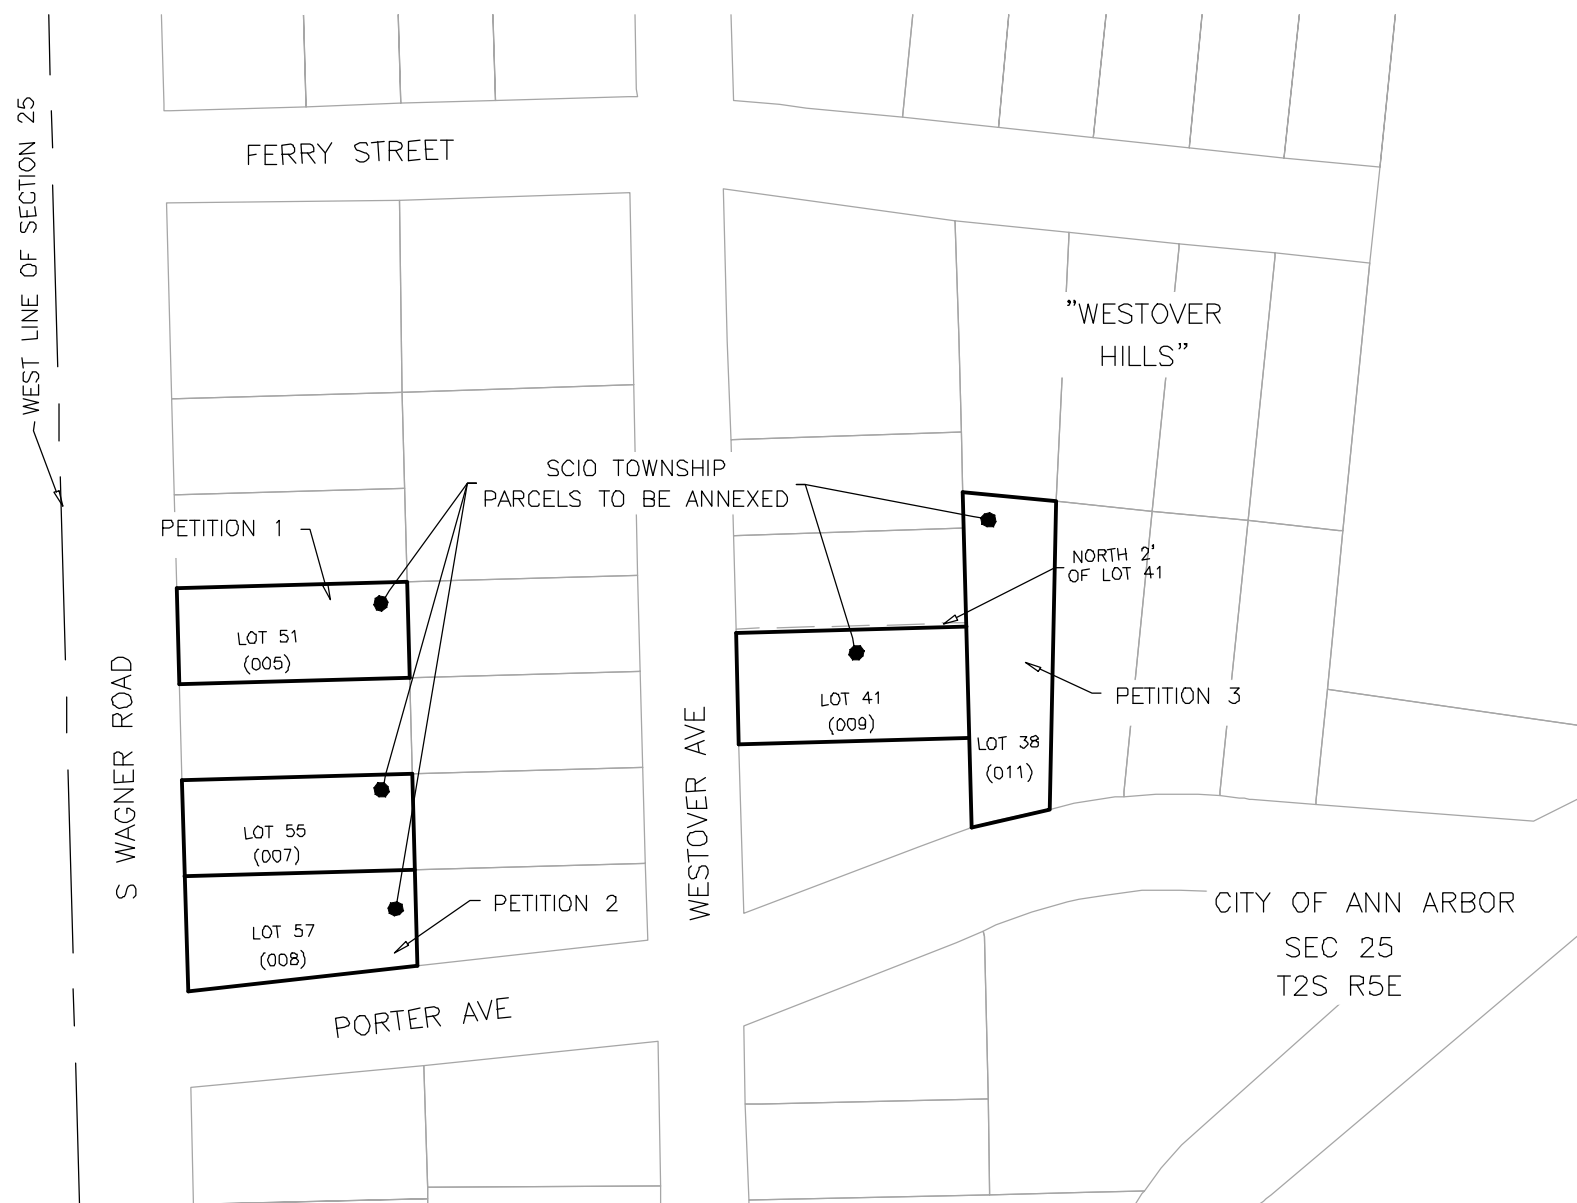 WEST LINE OF SECTION 25
FERRY STREET
"WESTOVER
HILLS"
SCIO TOWNSHIP
PARCELS TO BE ANNEXED
PETITION 1
NORTH 2'
OF LOT 41
LOT 51
(005)
S WAGNER ROAD
WESTOVER AVE
LOT 41
(009)
PETITION 3
LOT 38
(011)
LOT 55
(007)
PETITION 2
LOT 57
(008)
CITY OF ANN ARBOR
SEC 25
T2S R5E
PORTER AVE